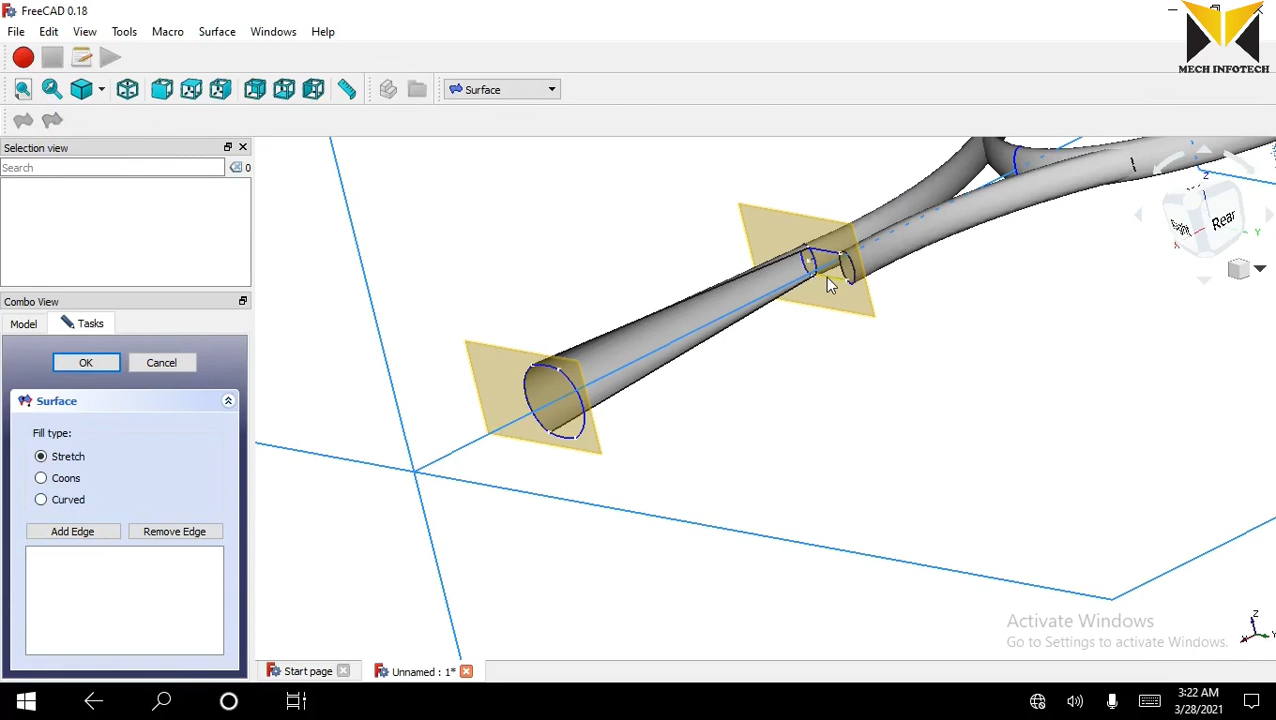 FreeCAD 0.18
File Edit View Tools Macro Surface Windows Help
MECH INFOTECH
Surface
Selection view
Search
0
Combo View
Model Tasks
OK Cancel
Surface
Fill type:
Stretch
Coons
Curved
Add Edge Remove Edge
Rear
Right
Z
Y
X
Z
Y
X
Activate Windows
Go to Settings to activate Windows.
Start page
Unnamed : 1*
3:22 AM
3/28/2021